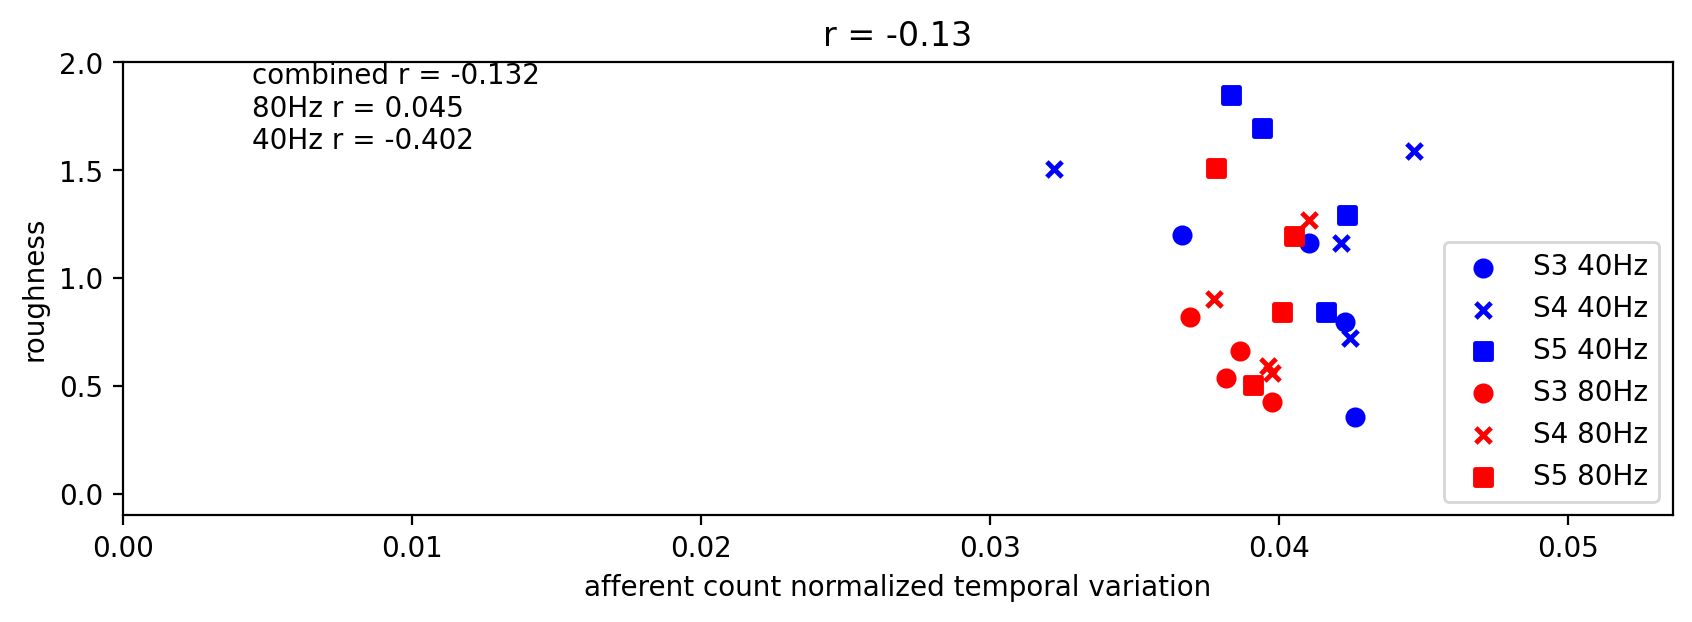 r = -0.13
combined r = -0.132
80Hz r = 0.045
40Hz r = -0.402
2.0
1.5
1.0
0.5
0.0
roughness
S3 40Hz
S4 40Hz
S5 40Hz
S3 80Hz
S4 80Hz
S5 80Hz
0.00 0.01 0.02 0.03 0.04 0.05
afferent count normalized temporal variation